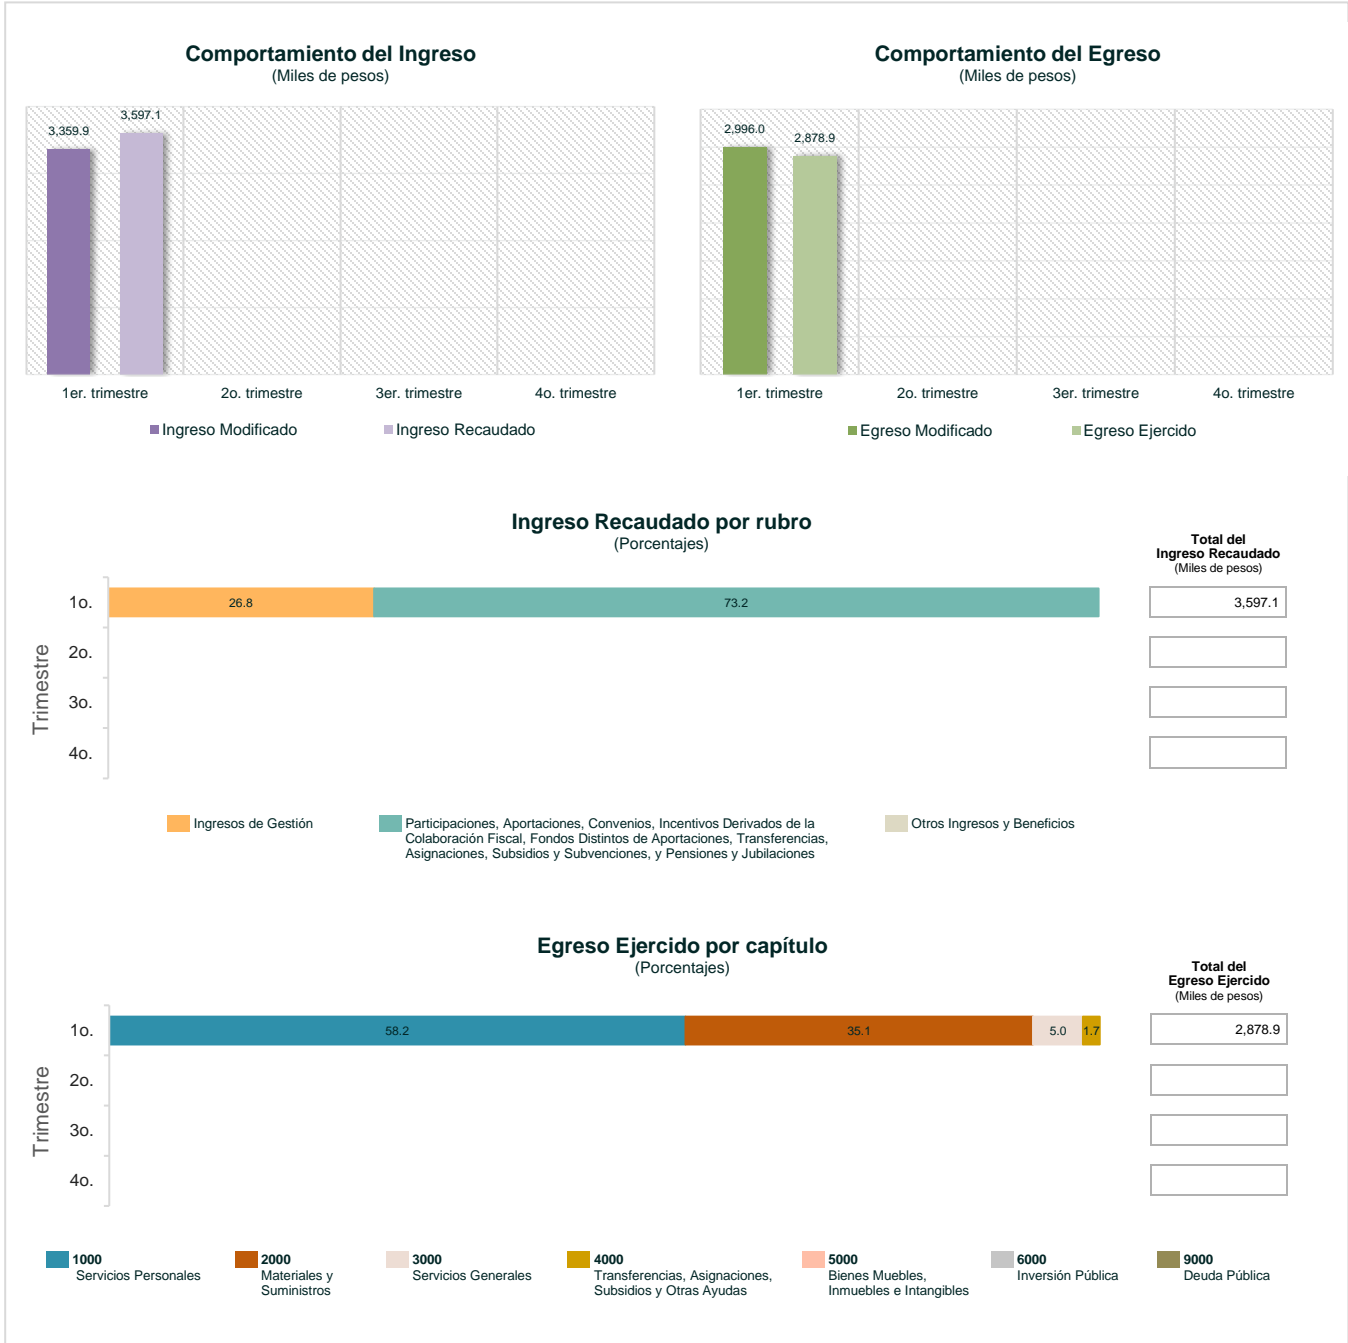 Comportamiento del Ingreso
(Miles de pesos)
3,359.9
3,597.1
1er. trimestre
2o. trimestre
3er. trimestre
4o. trimestre
Ingreso Modificado
Ingreso Recaudado
Comportamiento del Egreso
(Miles de pesos)
2,996.0
2,878.9
1er. trimestre
2o. trimestre
3er. trimestre
4o. trimestre
Egreso Modificado
Egreso Ejercido
Ingreso Recaudado por rubro
(Porcentajes)
Total del
Ingreso Recaudado
(Miles de pesos)
Trimestre
1o.
26.8
73.2
3,597.1
2o.
3o.
4o.
Ingresos de Gestión
Participaciones, Aportaciones, Convenios, Incentivos Derivados de la
Colaboración Fiscal, Fondos Distintos de Aportaciones, Transferencias,
Asignaciones, Subsidios y Subvenciones, y Pensiones y Jubilaciones
Otros Ingresos y Beneficios
Egreso Ejercido por capítulo
(Porcentajes)
Total del
Egreso Ejercido
(Miles de pesos)
Trimestre
1o.
58.2
35.1
5.0
1.7
2,878.9
2o.
3o.
4o.
1000
Servicios Personales
2000
Materiales y
Suministros
3000
Servicios Generales
4000
Transferencias, Asignaciones,
Subsidios y Otras Ayudas
5000
Bienes Muebles,
Inmuebles e Intangibles
6000
Inversión Pública
9000
Deuda Pública